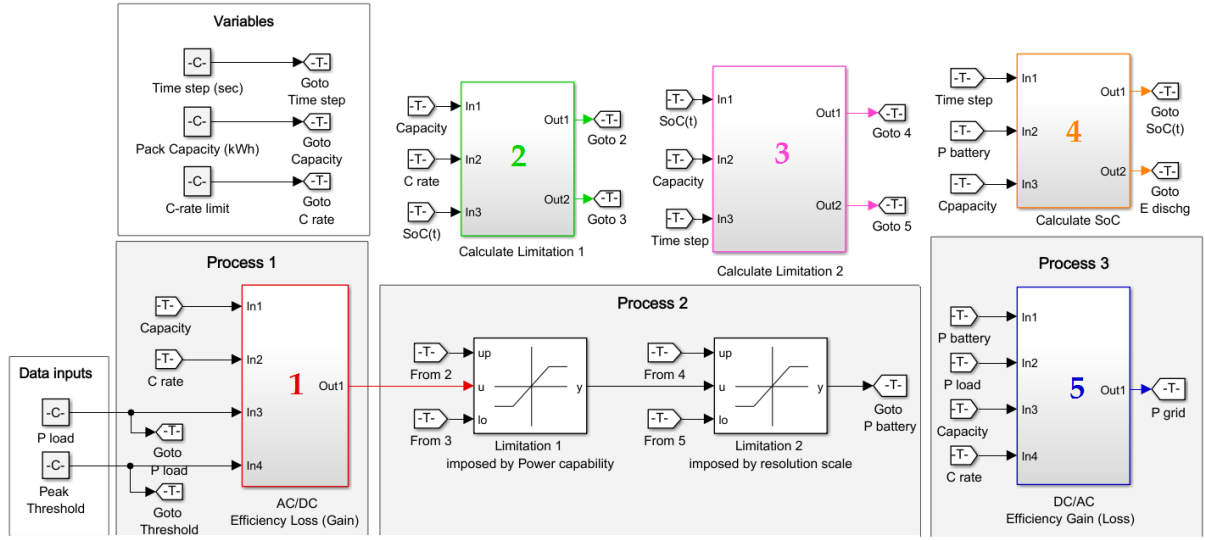 Variables
-C-
-T-
Time step (sec)
Goto
Time step
-C-
-T-
Pack Capacity (kWh)
Goto
Capacity
-C-
-T-
C-rate limit
Goto
C rate
-T-
Capacity
-T-
C rate
-T-
SoC(t)
In1
In2
In3
2
Out1
Out2
-T-
Goto 2
-T-
Goto 3
Calculate Limitation 1
-T-
SoC(t)
-T-
Capacity
-T-
Time step
In1
In2
In3
3
Out1
Out2
-T-
Goto 4
-T-
Goto 5
Calculate Limitation 2
-T-
Time step
-T-
P battery
-T-
Cpapacity
In1
In2
In3
4
Out1
Out2
-T-
Goto
SoC(t)
-T-
Goto
E dischg
Calculate SoC
Data inputs
-C-
P load
-C-
Peak
Threshold
Process 1
-T-
Capacity
-T-
C rate
-T-
Goto
P load
-T-
Goto
Threshold
In1
In2
In3
In4
1
Out1
AC/DC
Efficiency Loss (Gain)
Process 2
-T-
From 2
-T-
From 3
up
u
lo
y
Limitation 1
imposed by Power capability
-T-
From 4
-T-
From 5
up
u
lo
y
Limitation 2
imposed by resolution scale
-T-
Goto
P battery
Process 3
-T-
P battery
-T-
P load
-T-
Capacity
-T-
C rate
In1
In2
In3
In4
5
Out1
-T-
P grid
DC/AC
Efficiency Gain (Loss)